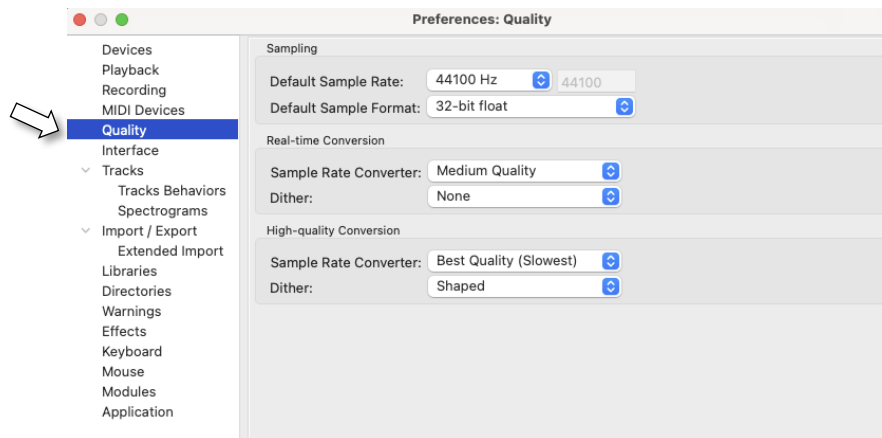 Preferences: Quality
Devices
Playback
Recording
MIDI Devices
Quality
Interface
Tracks
Tracks Behaviors
Spectrograms
Import / Export
Extended Import
Libraries
Directories
Warnings
Effects
Keyboard
Mouse
Modules
Application
Sampling
Default Sample Rate: 44100 Hz 44100
Default Sample Format: 32-bit float
Real-time Conversion
Sample Rate Converter: Medium Quality
Dither: None
High-quality Conversion
Sample Rate Converter: Best Quality (Slowest)
Dither: Shaped